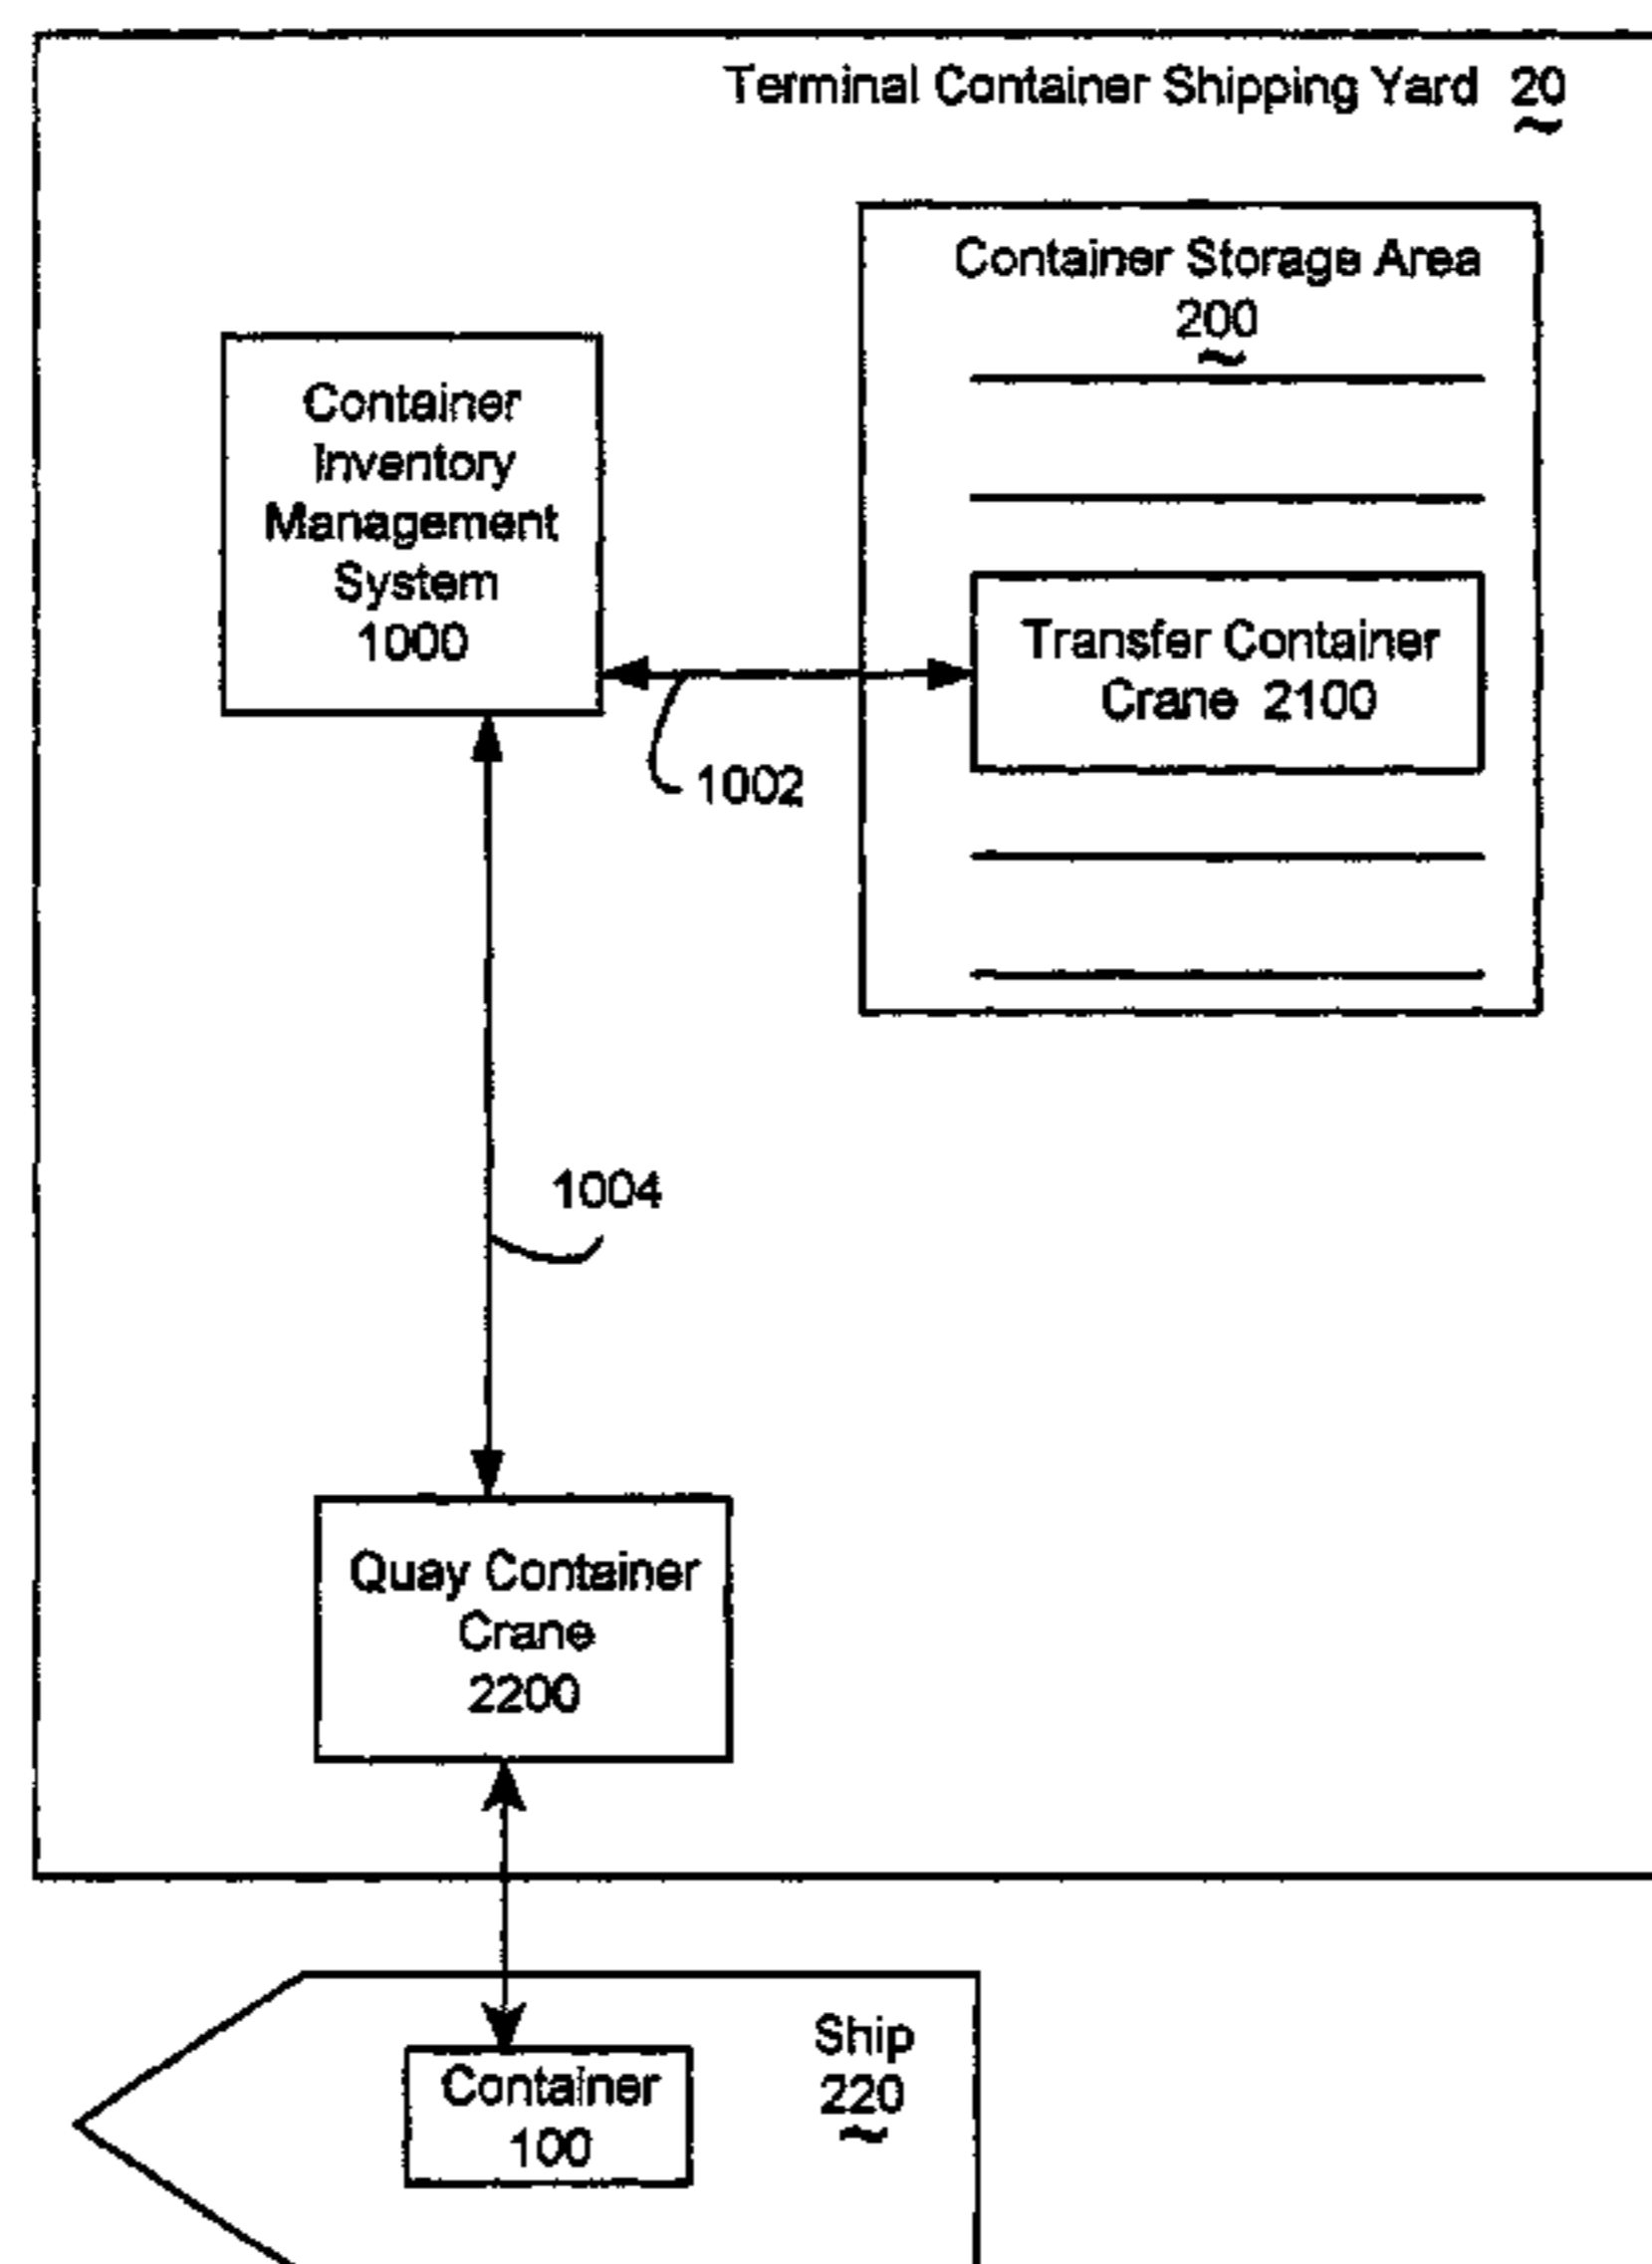 Terminal Container Shipping Yard 20
Container Storage Area
200
Container
Inventory
Management
System
1000
Transfer Container
Crane 2100
1002
1004
Quay Container
Crane
2200
Ship
220
Container
100